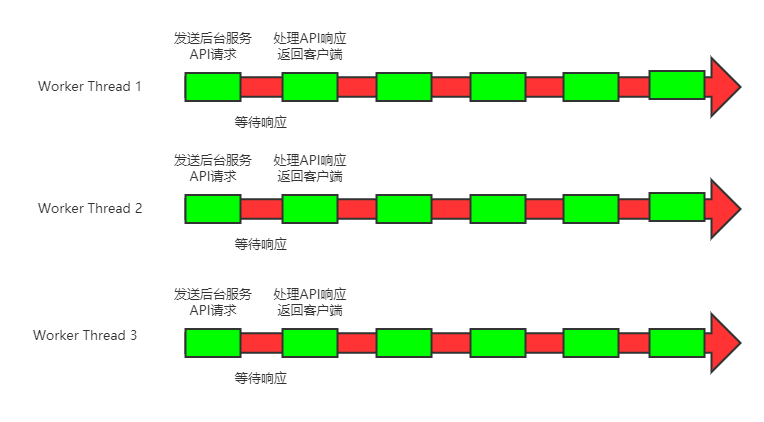 发送后台服务
API请求
处理API响应
返回客户端
Worker Thread 1
等待响应
发送后台服务
API请求
处理API响应
返回客户端
Worker Thread 2
等待响应
发送后台服务
API请求
处理API响应
返回客户端
Worker Thread 3
等待响应